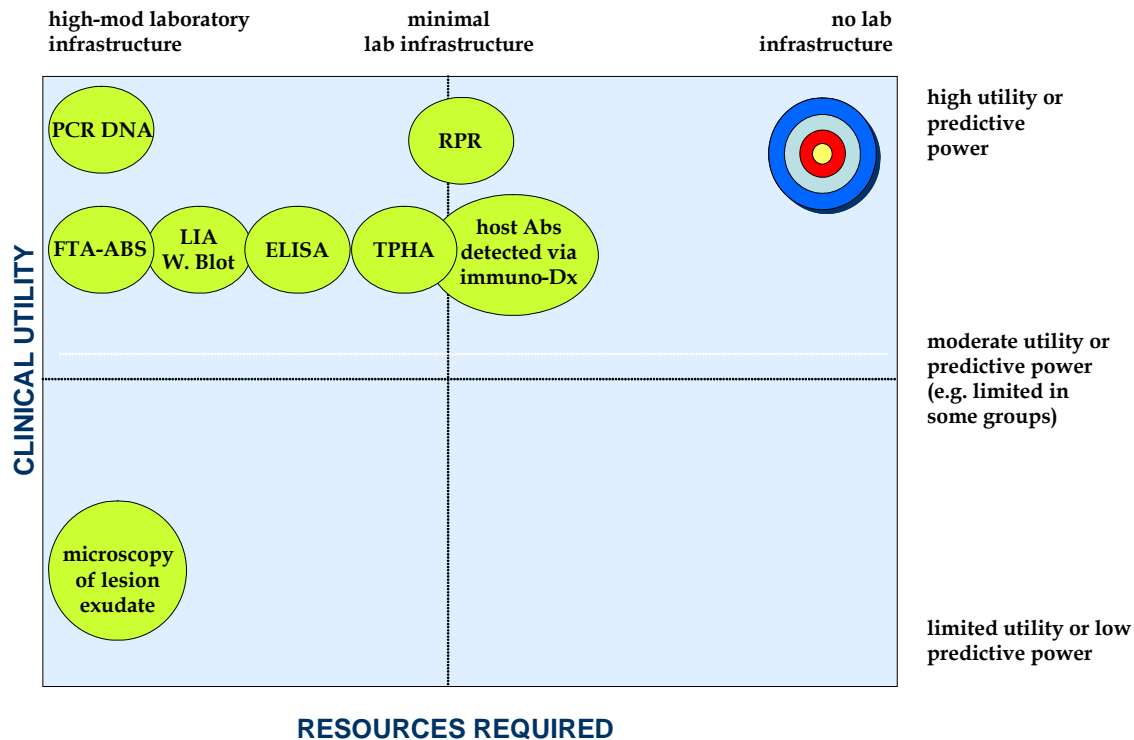 high-mod laboratory
infrastructure
minimal
lab infrastructure
no lab
infrastructure
PCR DNA
RPR
high utility or
predictive
power
FTA-ABS
LIA
W. Blot
ELISA
TPHA
host Abs
detected via
immuno-Dx
CLINICAL UTILITY
moderate utility or
predictive power
(e.g. limited in
some groups)
microscopy
of lesion
exudate
limited utility or low
predictive power
RESOURCES REQUIRED